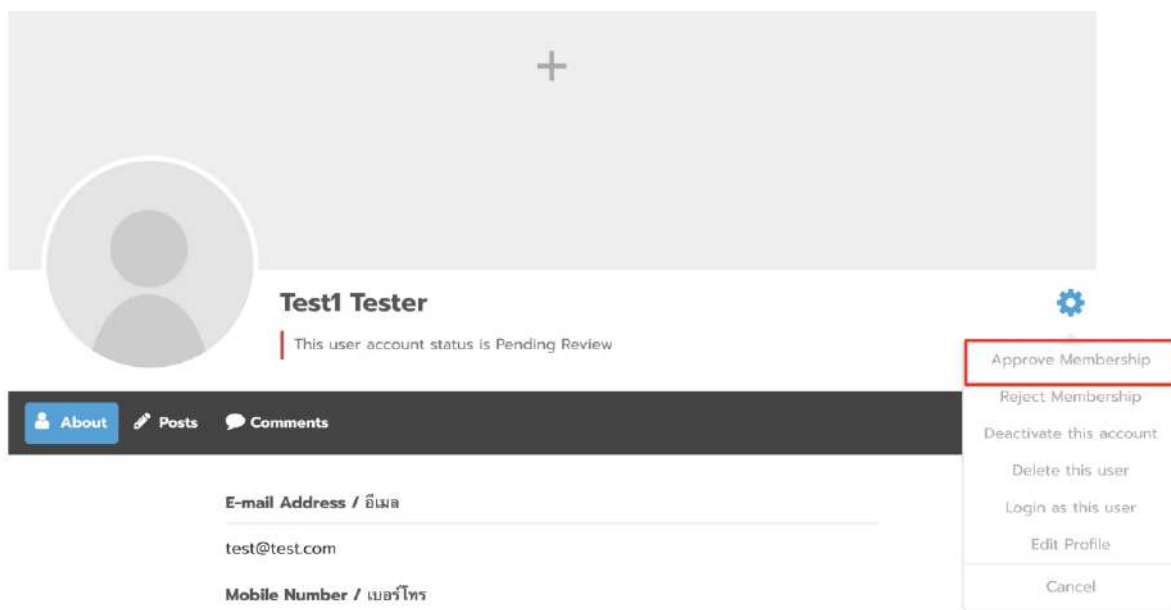 Test1 Tester
This user account status is Pending Review
Approve Membership
Reject Membership
Deactivate this account
Delete this user
Login as this user
Edit Profile
Cancel
About Posts Comments
E-mail Address / อีเมล
test@test.com
Mobile Number / เบอร์โทร